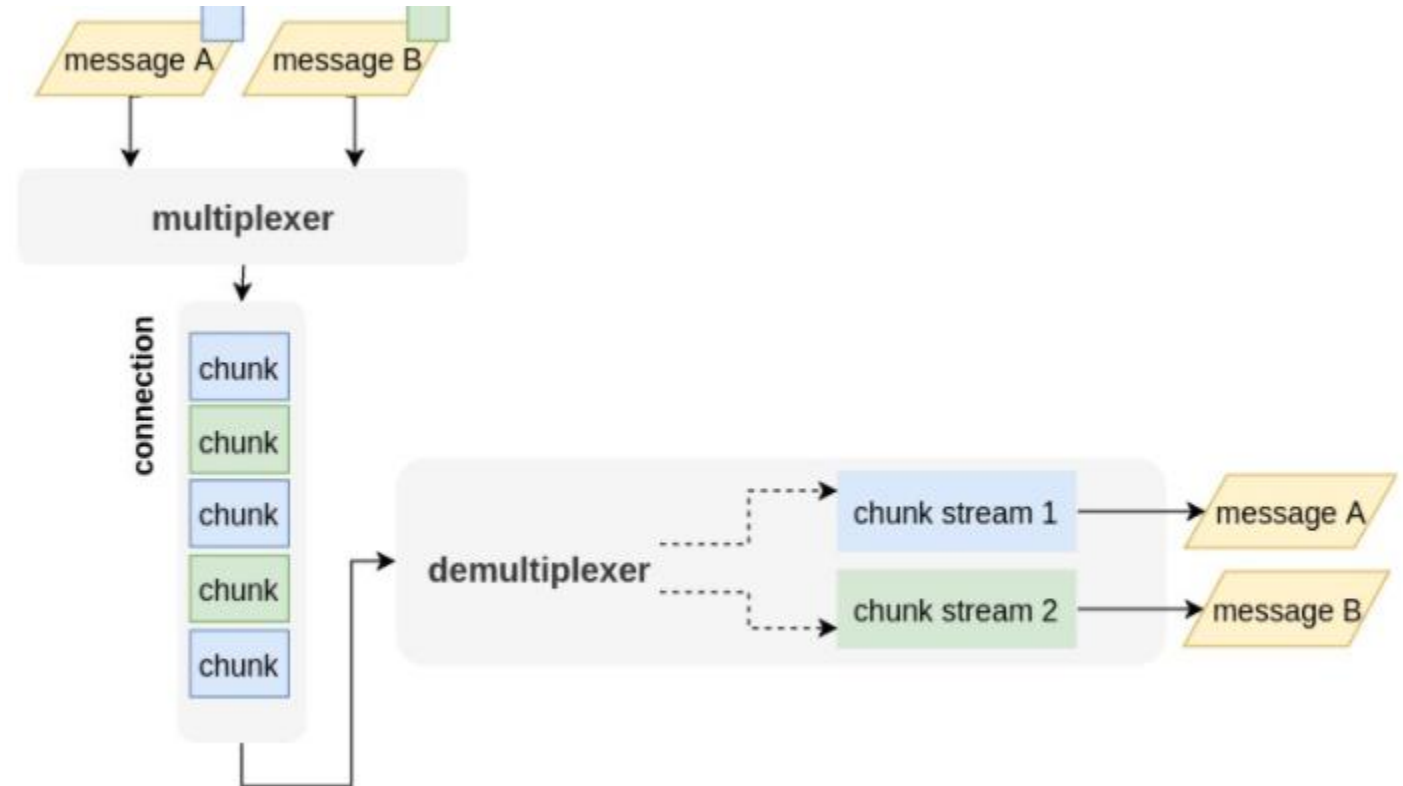 message A
message B
multiplexer
connection
chunk
chunk
chunk
chunk
chunk
demultiplexer
chunk stream 1
message A
chunk stream 2
message B